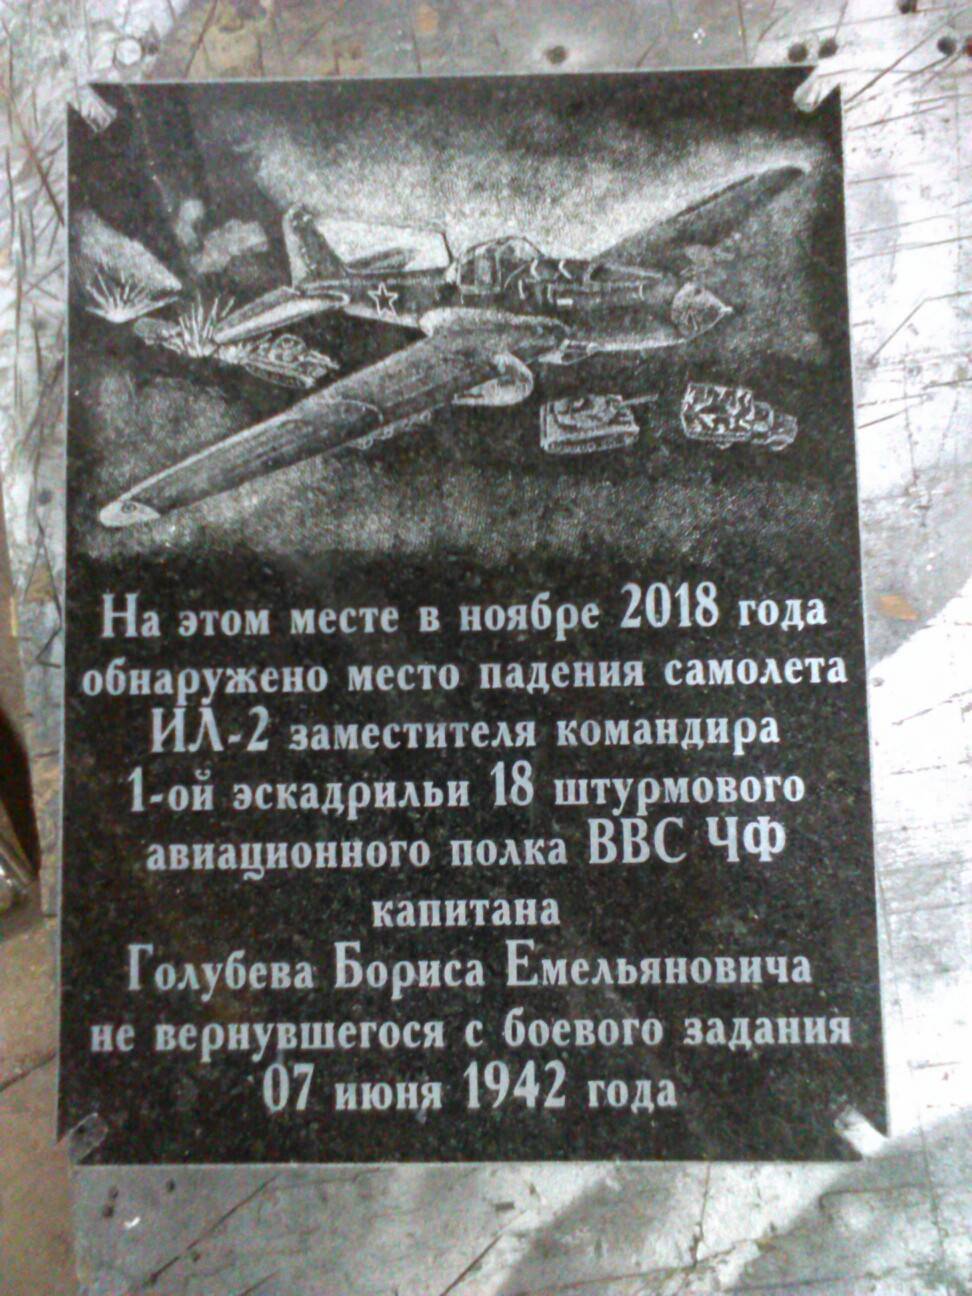 На этом месте в ноябре 2018 года
обнаружено место падения самолета
ИЛ-2 заместителя командира
1-ой эскадрильи 18 штурмового
авиационного полка ВВС ЧФ
капитана
Голубева Бориса Емельяновича
не вернувшегося с боевого задания
07 июня 1942 года